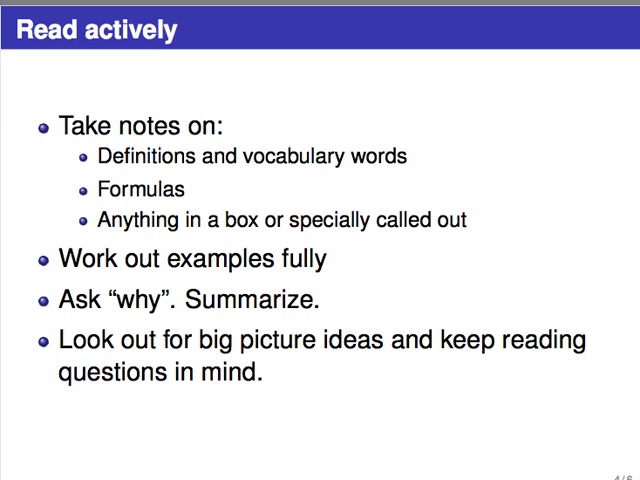 Read actively
Take notes on:
Definitions and vocabulary words
Formulas
Anything in a box or specially called out
Work out examples fully
Ask “why”. Summarize.
Look out for big picture ideas and keep reading
questions in mind.